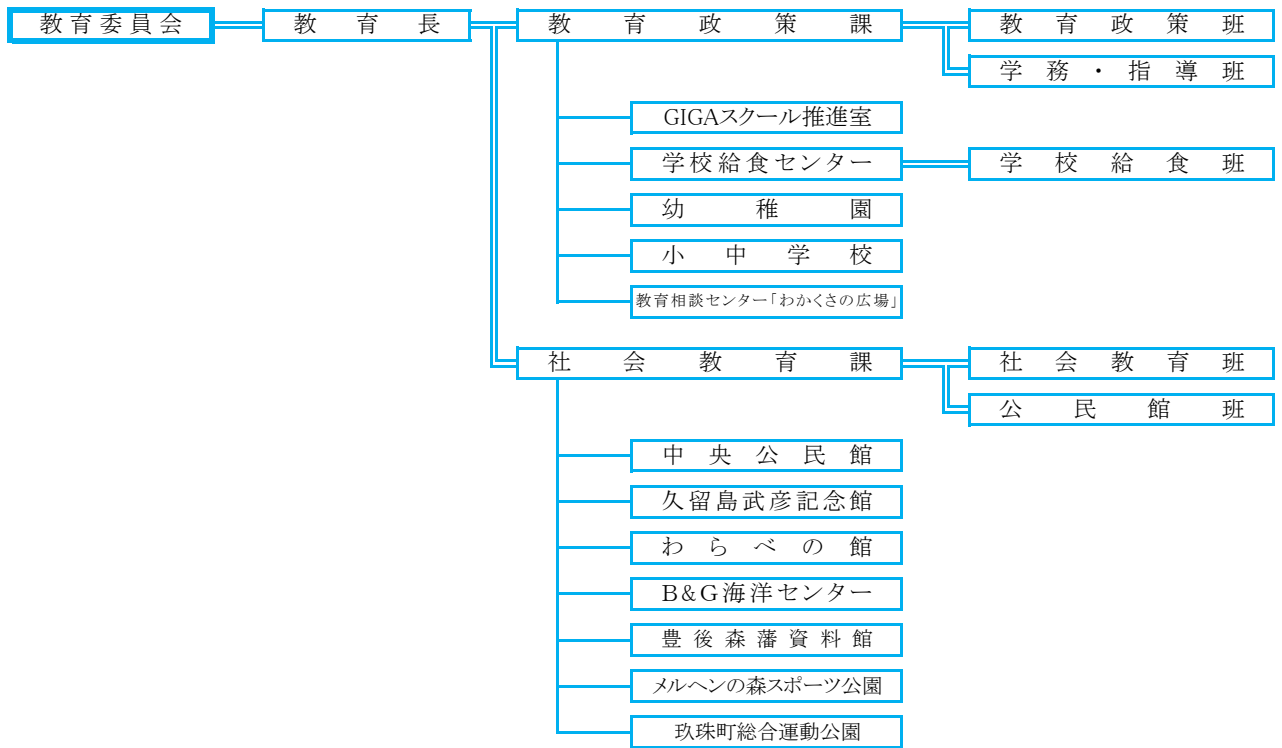 教育委員会 教育長 教育政策課 教育政策班
学務・指導班
GIGAスクール推進室
学校給食センター 学校給食班
幼稚園
小中学校
教育相談センター「わかくさの広場」
社会教育課 社会教育班
公民館班
中央公民館
久留島武彦記念館
わらべの館
B&G海洋センター
豊後森藩資料館
メルヘンの森スポーツ公園
玖珠町総合運動公園